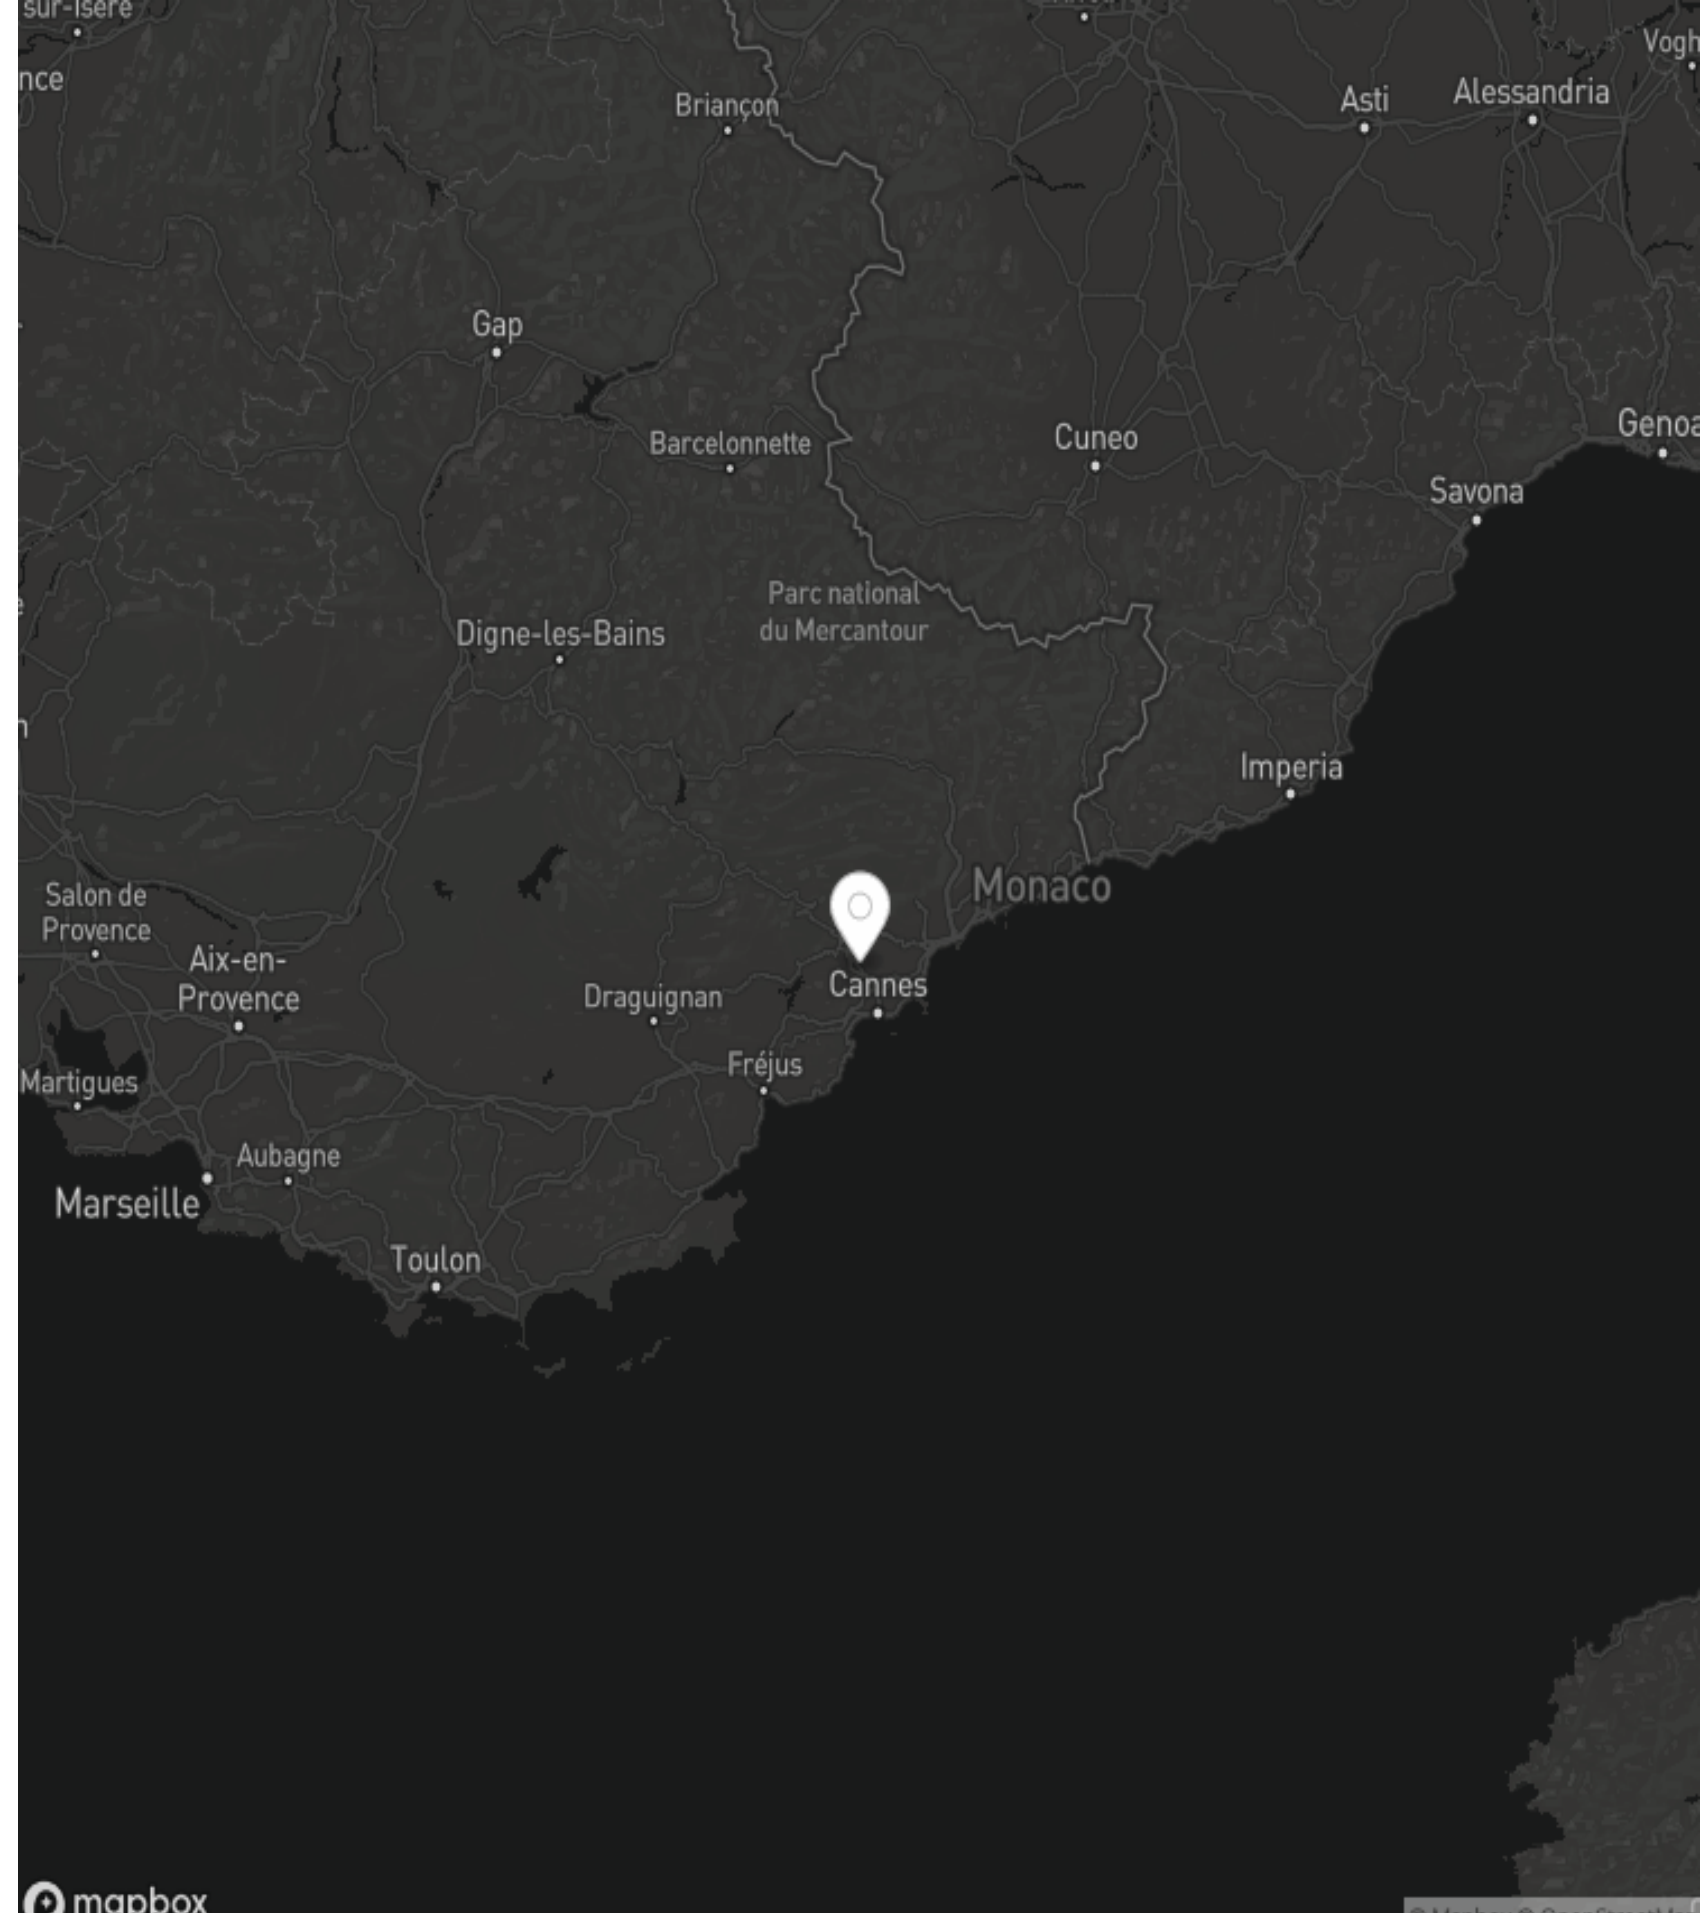 sur-Isère
Vogh
nce
Briançon
Asti
Alessandria
Gap
Genoa
Barcelonnette
Cuneo
Savona
Parc national
du Mercantour
Digne-les-Bains
Imperia
Monaco
Salon de
Provence
Aix-en-
Provence
Cannes
Draguignan
Fréjus
Martigues
Aubagne
Marseille
Toulon
mapbox